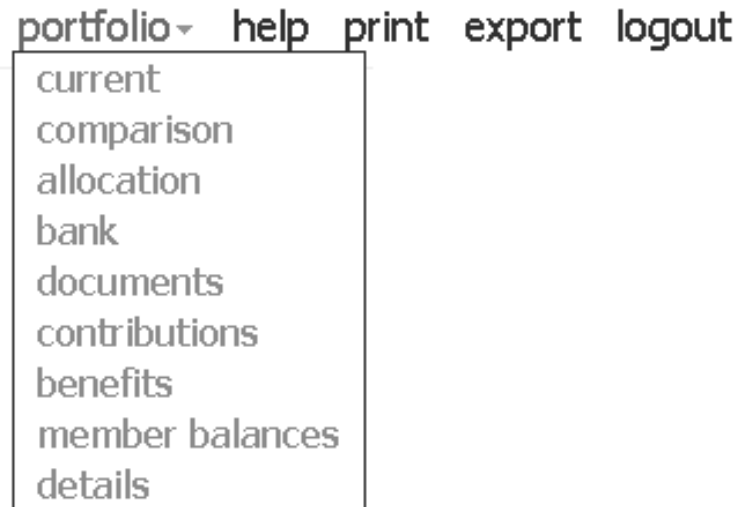 portfolio help print export logout
current
comparison
allocation
bank
documents
contributions
benefits
member balances
details